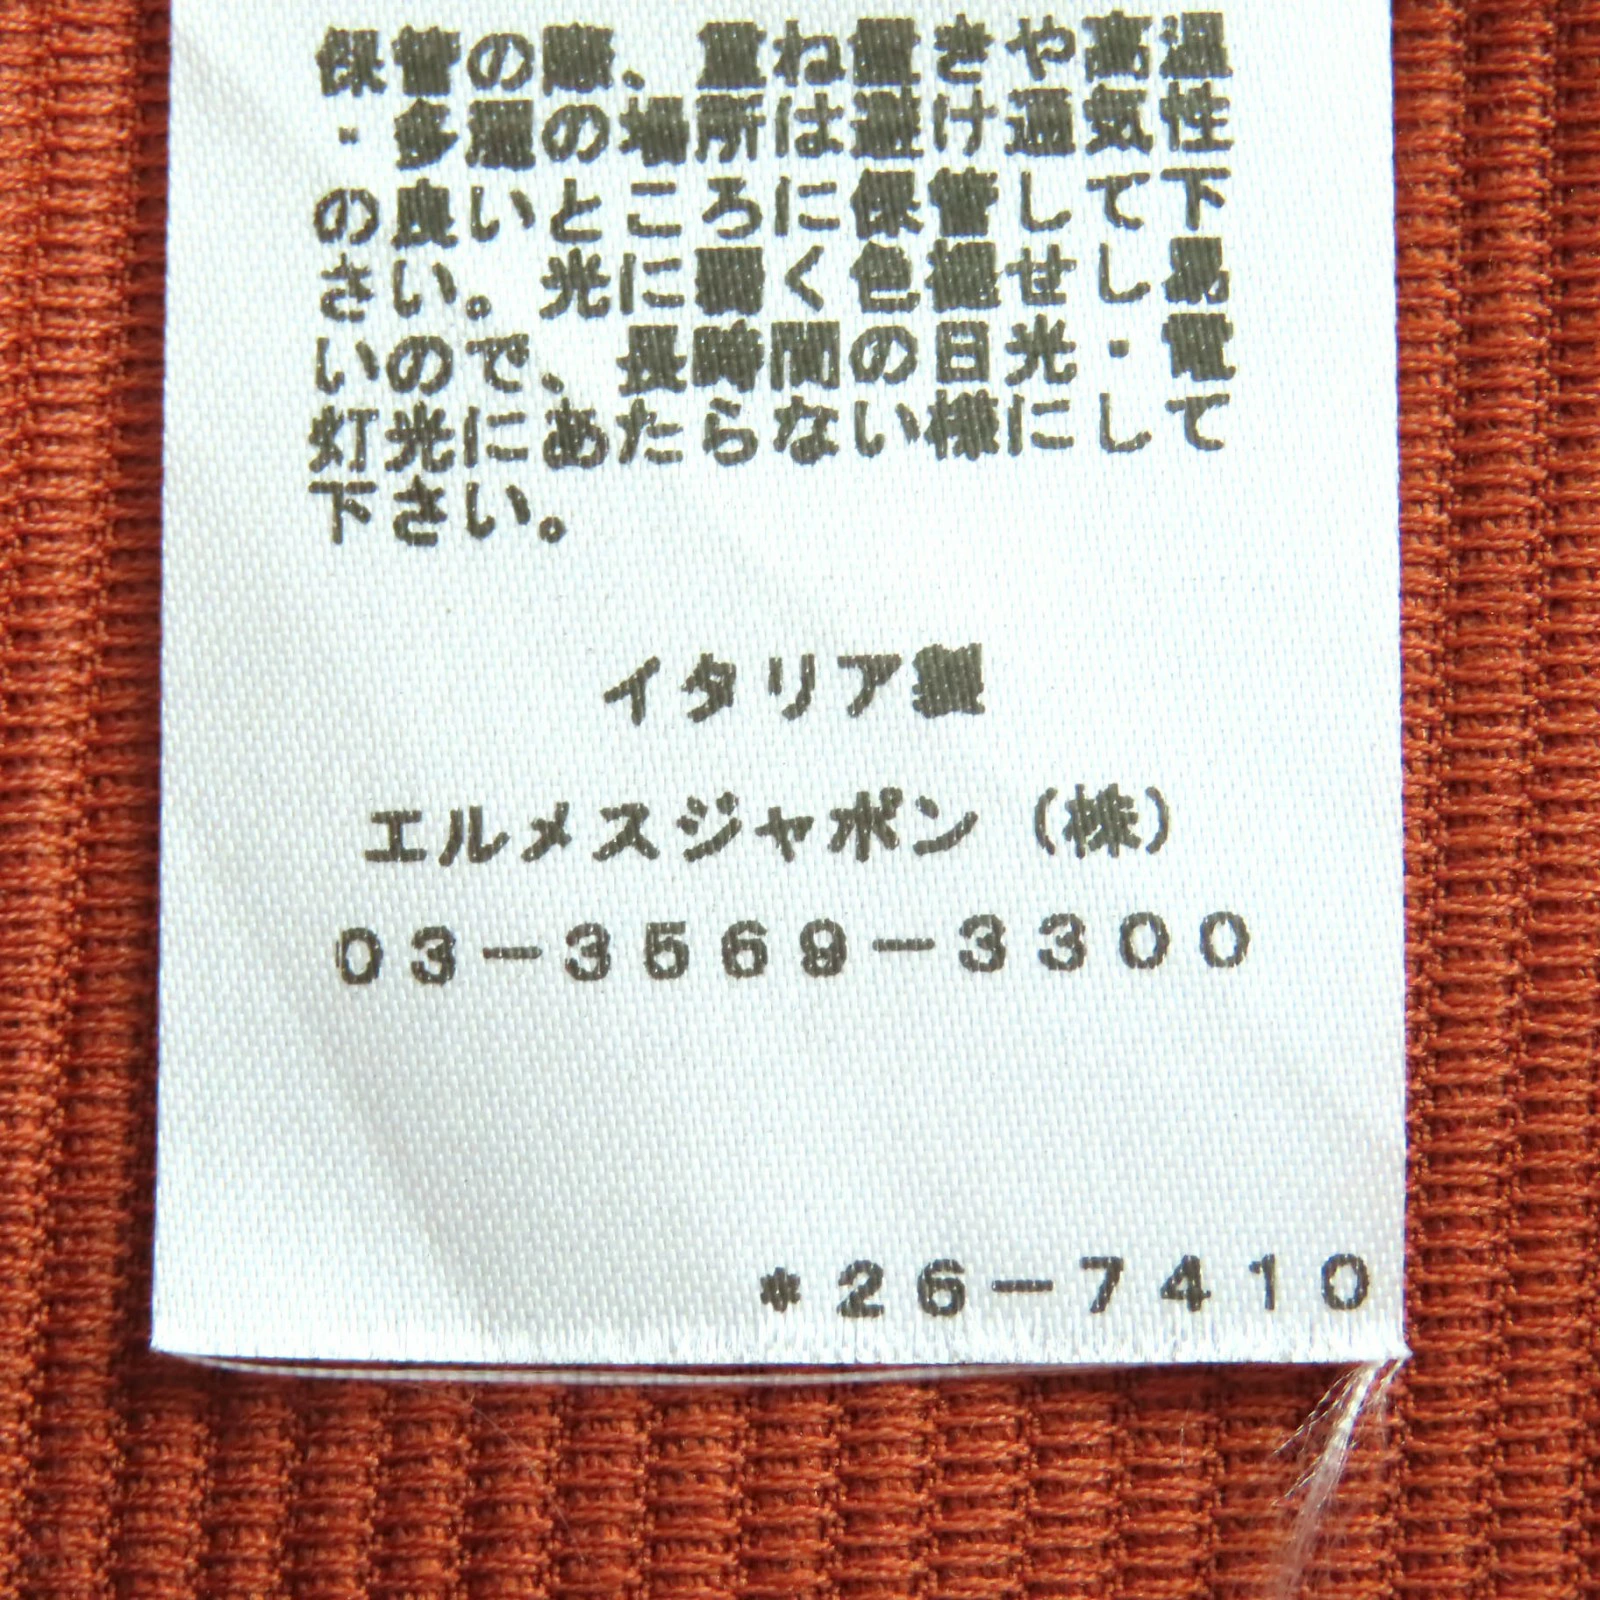 保管の際、重ね置きや高温
・多湿の場所は避け通気性
の良いところに保管して下
さい。光に弱く色褪せし易
いので、長時間の日光・電
灯光にあたらない様にして
下さい。
イタリア製
エルメスジャポン（株）
03-3569-3300
*26-7410